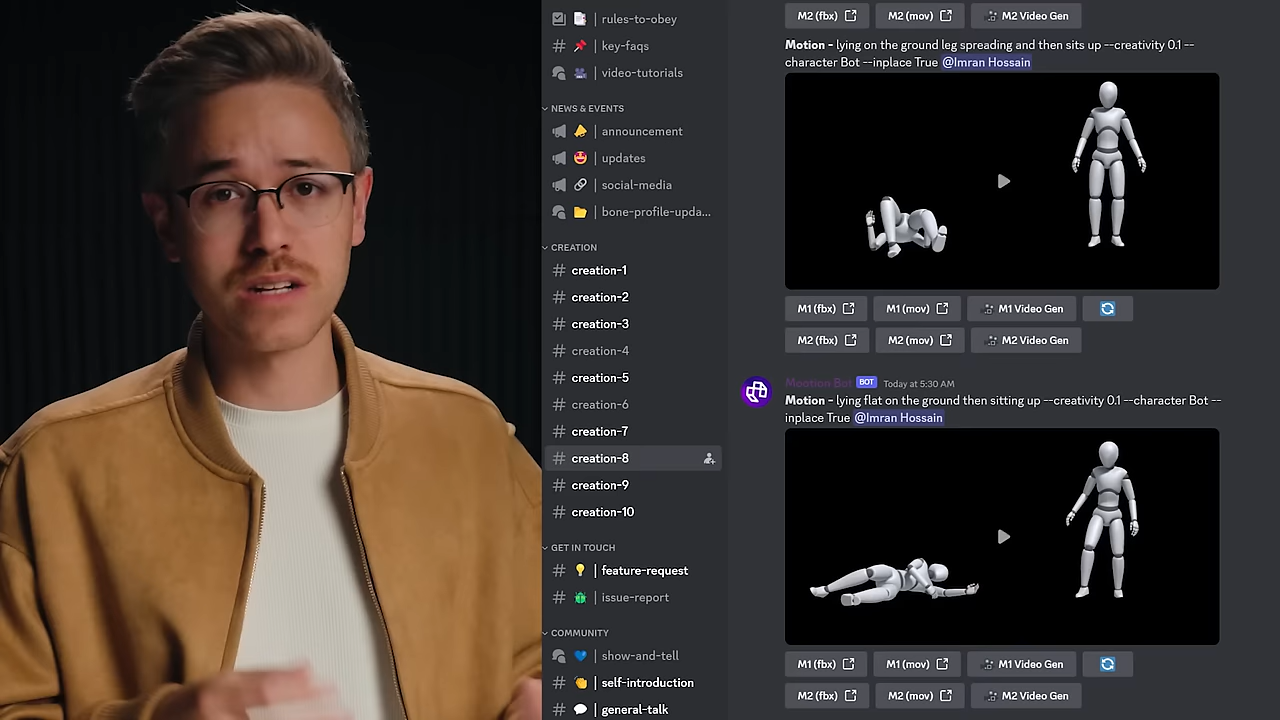 rules-to-obey
key-faqs
video-tutorials
NEWS & EVENTS
announcement
updates
social-media
bone-profile-upda...
CREATION
creation-1
creation-2
creation-3
creation-4
creation-5
creation-6
creation-7
creation-8
creation-9
creation-10
GET IN TOUCH
feature-request
issue-report
COMMUNITY
show-and-tell
self-introduction
general-talk
M2 (fbx) M2 (mov) M2 Video Gen
Motion - lying on the ground leg spreading and then sits up --creativity 0.1 --
character Bot --inplace True @Imran Hossain
M1 (fbx) M1 (mov) M1 Video Gen
M2 (fbx) M2 (mov) M2 Video Gen
Mootion Bot BOT Today at 5:30 AM
Motion - lying flat on the ground then sitting up --creativity 0.1 --character Bot --
inplace True @Imran Hossain
M1 (fbx) M1 (mov) M1 Video Gen
M2 (fbx) M2 (mov) M2 Video Gen